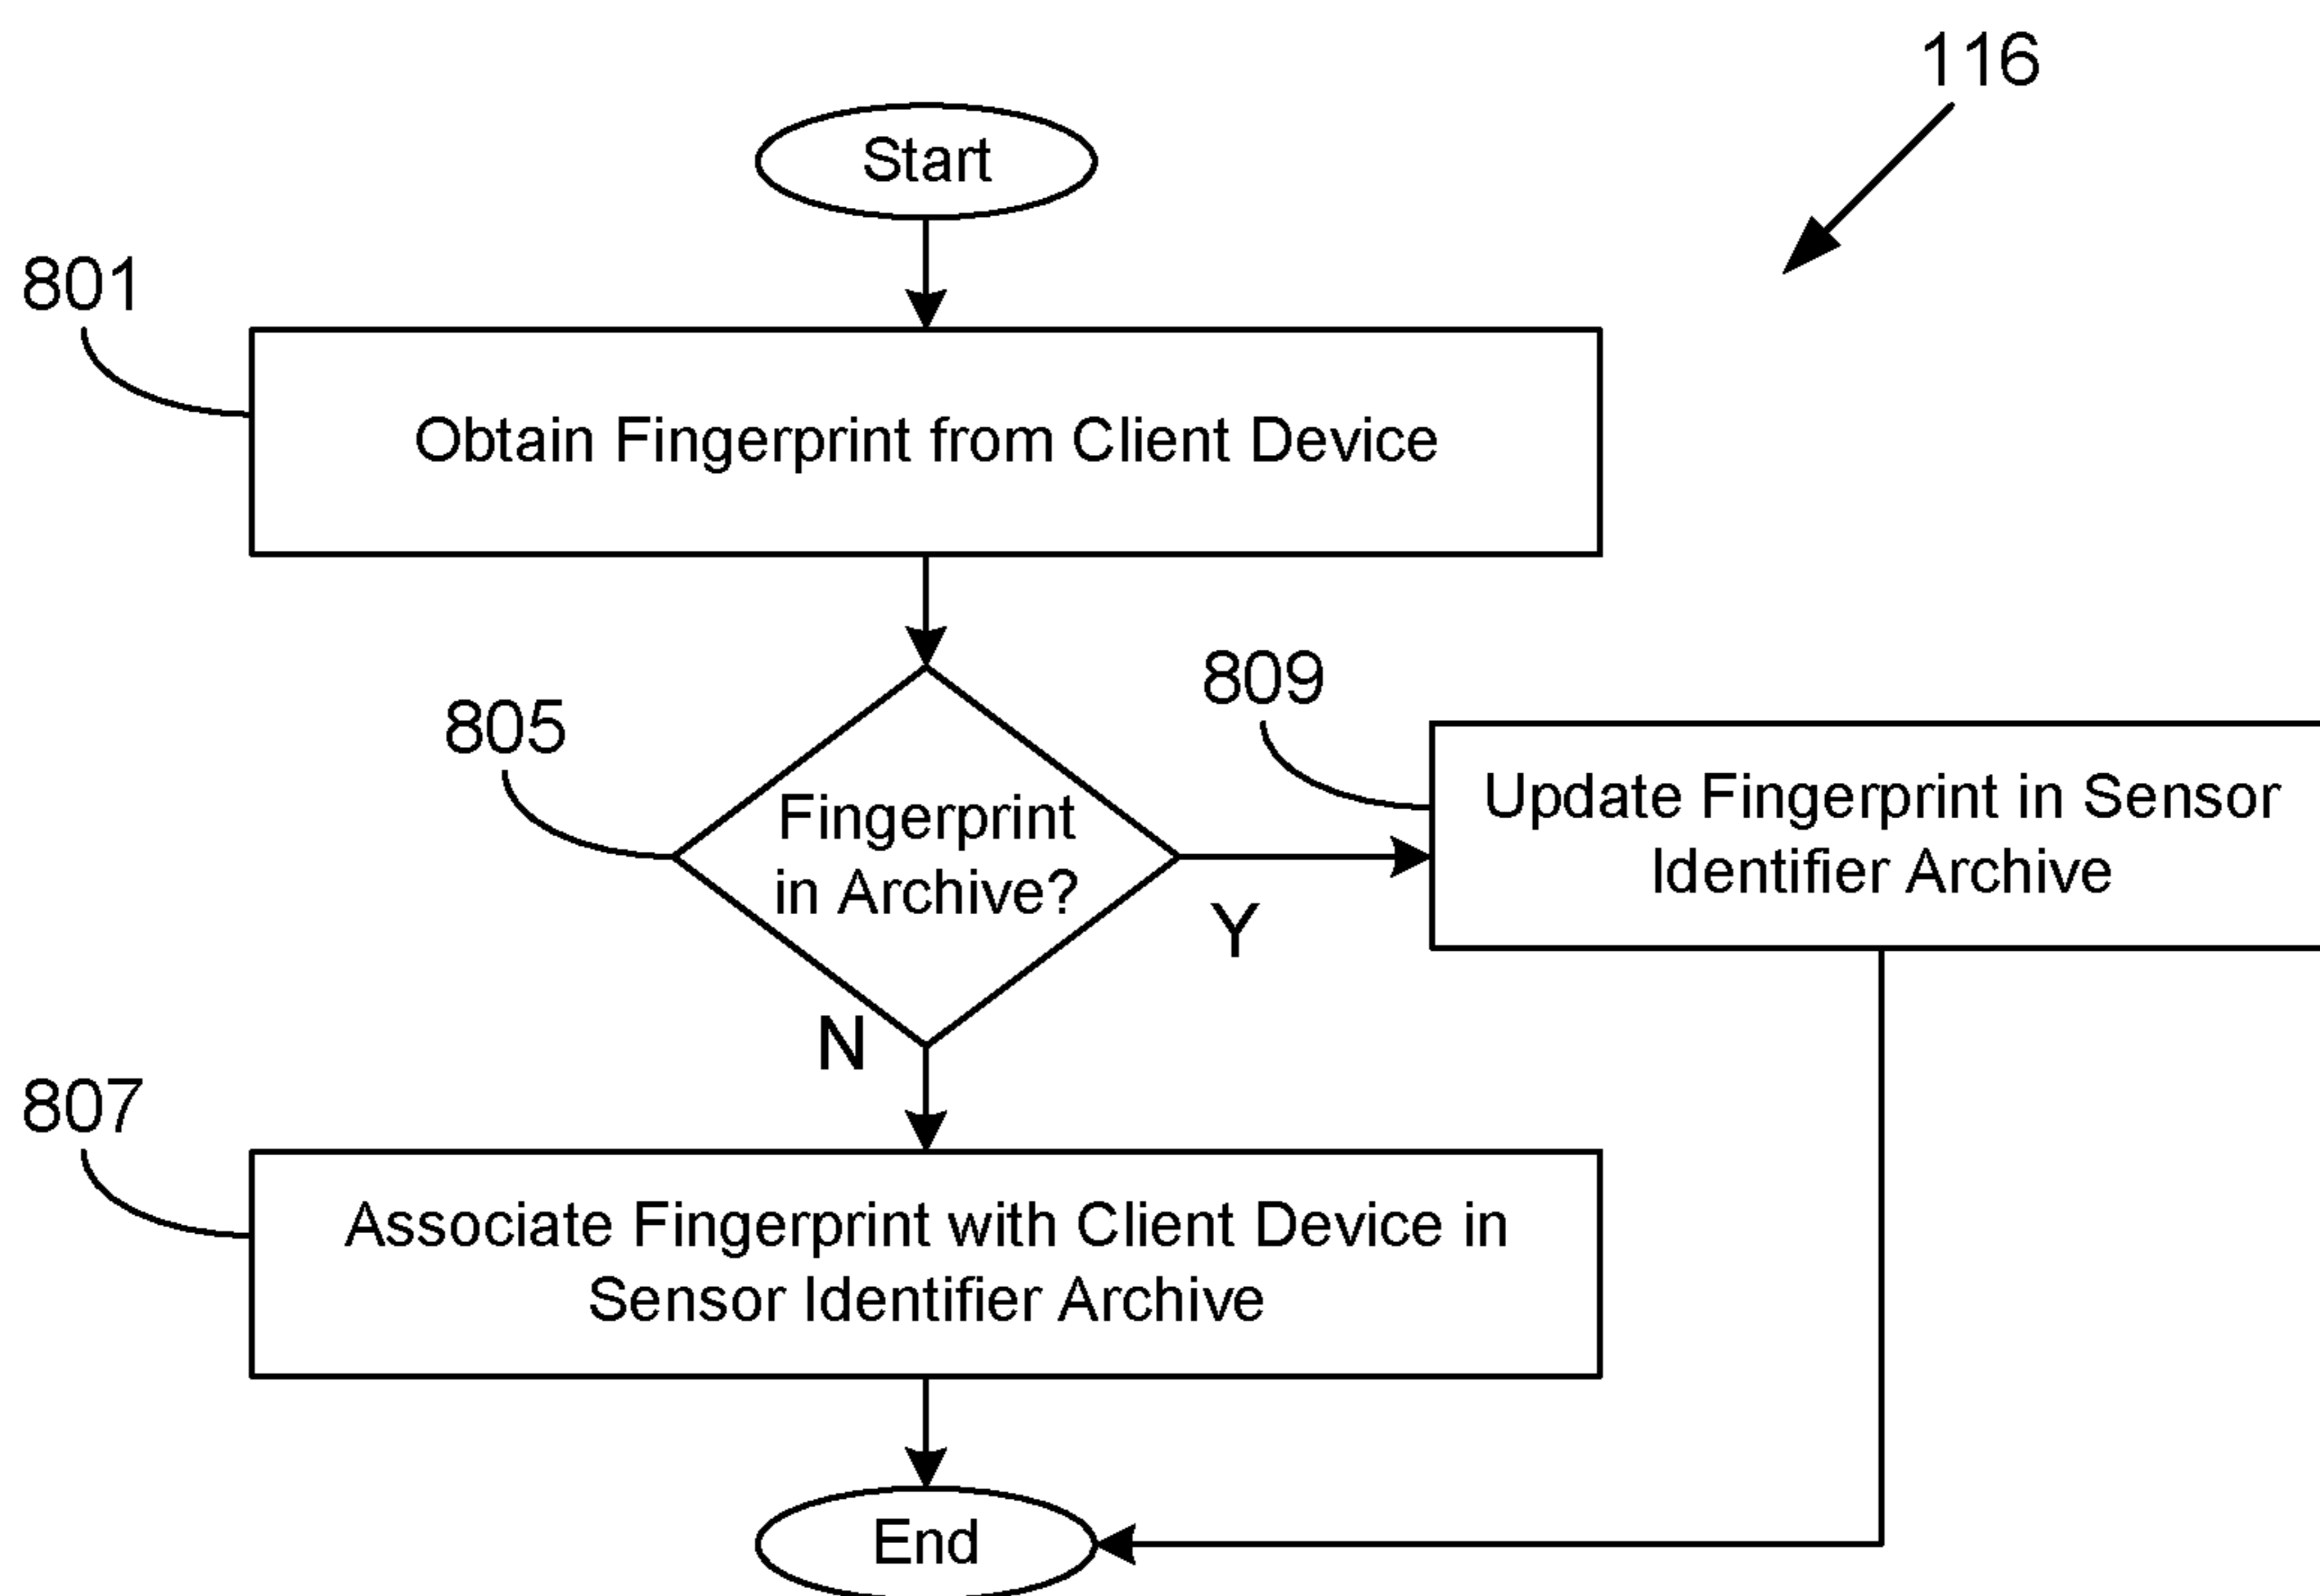 116
Start
801
Obtain Fingerprint from Client Device
809
805
Fingerprint
in Archive?
Update Fingerprint in Sensor
Identifier Archive
Y
N
807
Associate Fingerprint with Client Device in
Sensor Identifier Archive
End